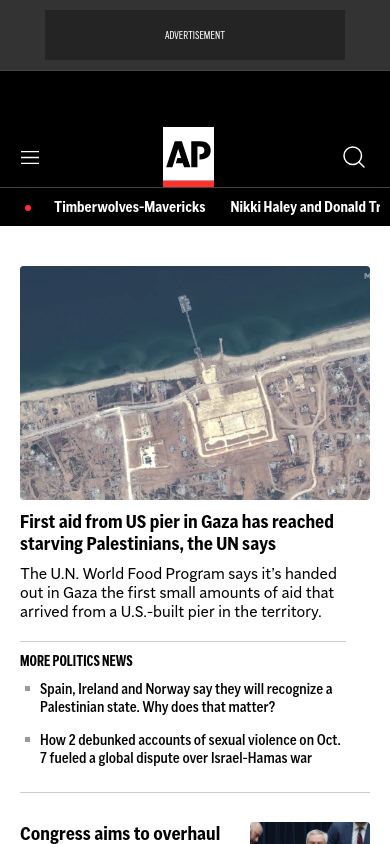 ADVERTISEMENT
AP
Timberwolves-Mavericks Nikki Haley and Donald Tr
M
First aid from US pier in Gaza has reached
starving Palestinians, the UN says
The U.N. World Food Program says it's handed
out in Gaza the first small amounts of aid that
arrived from a U.S.-built pier in the territory.
MORE POLITICS NEWS
Spain, Ireland and Norway say they will recognize a
Palestinian state. Why does that matter?
How 2 debunked accounts of sexual violence on Oct.
7 fueled a global dispute over Israel-Hamas war
Congress aims to overhaul